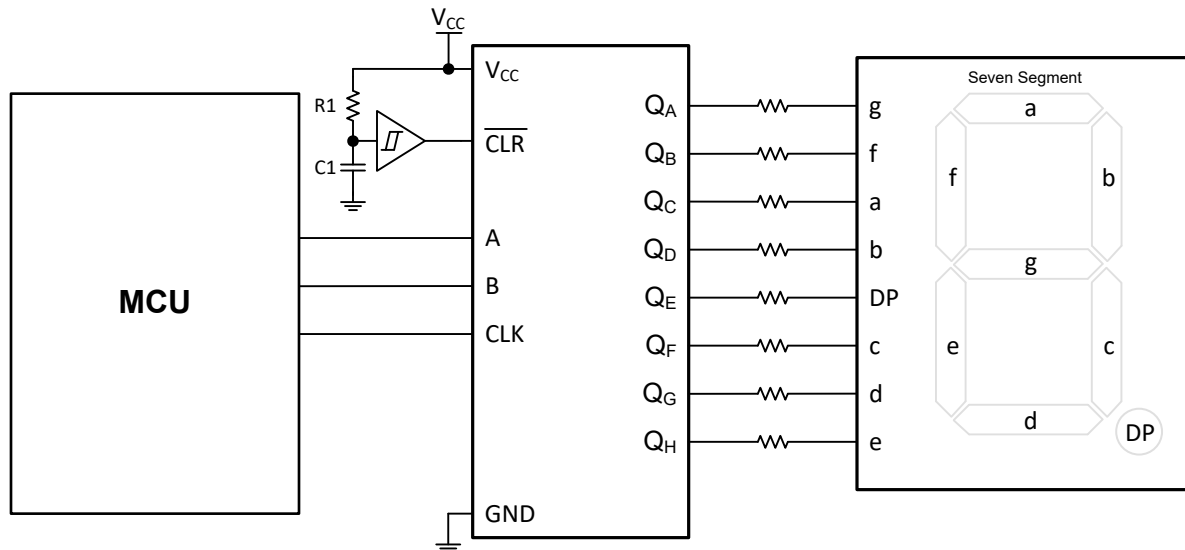 VCC
VCC
R1
CLR
C1
A
B
CLK
GND
MCU
QA
QB
QC
QD
QE
QF
QG
QH
g
f
a
b
DP
c
d
e
Seven Segment
a
f
b
g
e
c
d
DP